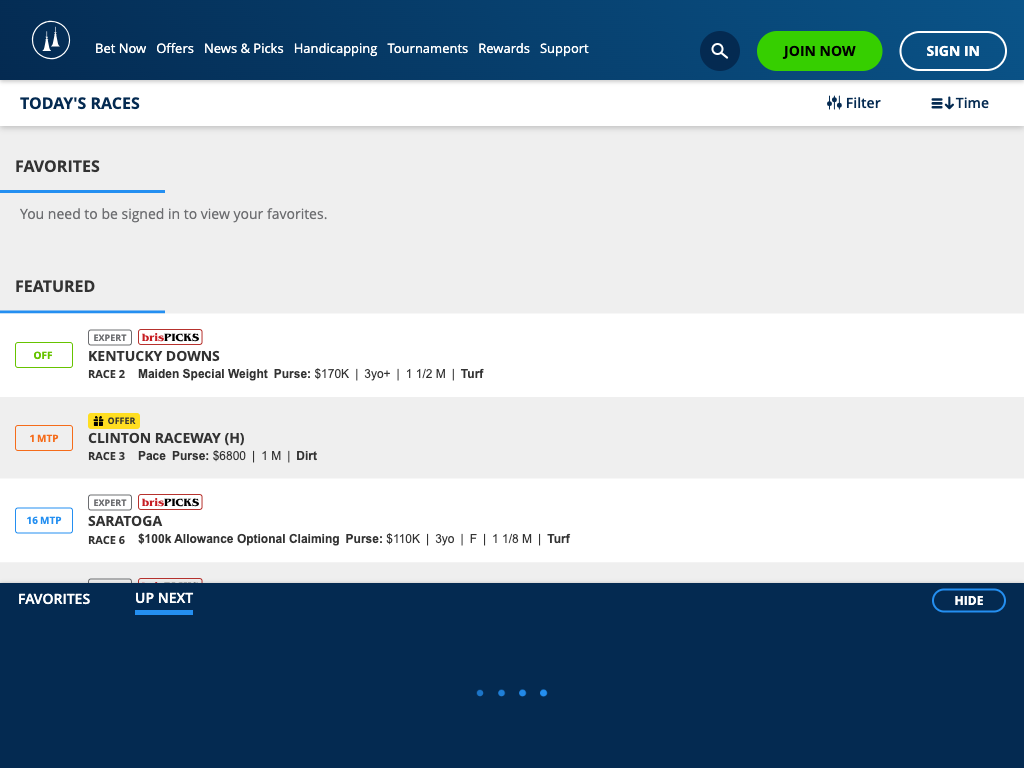 Bet Now Offers News & Picks Handicapping Tournaments Rewards Support JOIN NOW SIGN IN
TODAY'S RACES Filter Time
FAVORITES
You need to be signed in to view your favorites.
FEATURED
EXPERT brisPICKS
OFF KENTUCKY DOWNS
RACE 2 Maiden Special Weight Purse: $170K | 3yo+ | 1 1/2 M | Turf
OFFER
1 MTP CLINTON RACEWAY (H)
RACE 3 Pace Purse: $6800 | 1 M | Dirt
EXPERT brisPICKS
16 MTP SARATOGA
RACE 6 $100k Allowance Optional Claiming Purse: $110K | 3yo | F | 1 1/8 M | Turf
FAVORITES UP NEXT HIDE